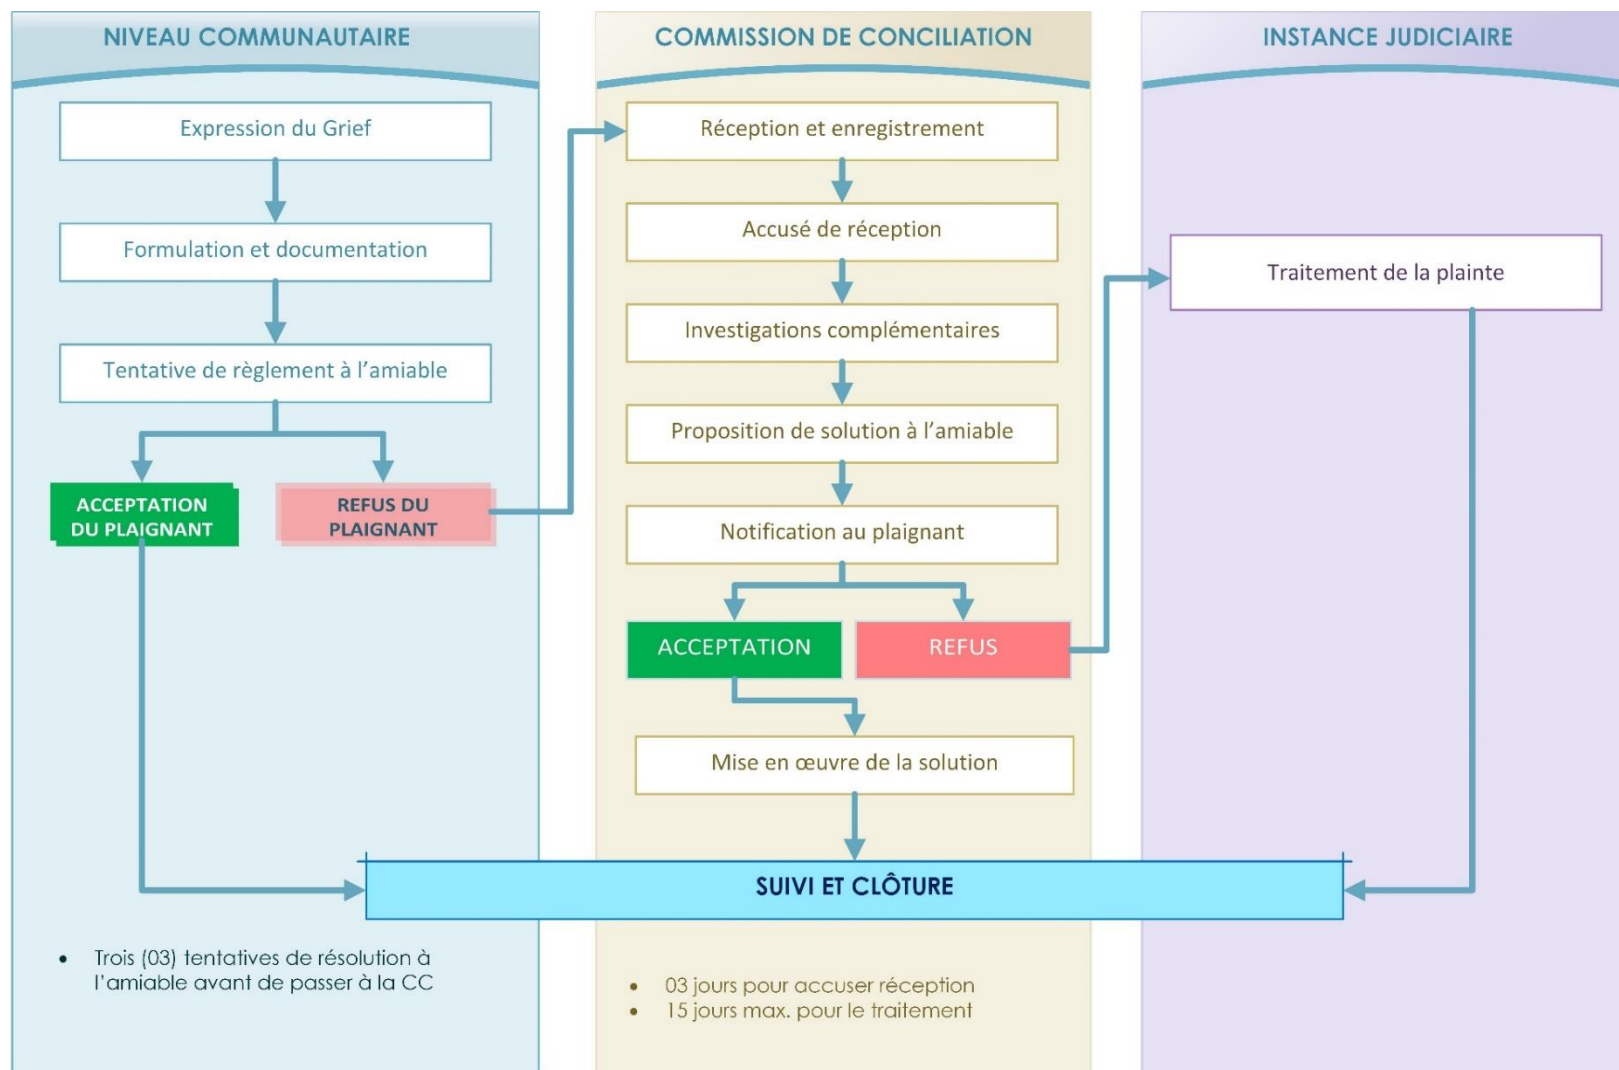 NIVEAU COMMUNAUTAIRE
Expression du Grief
Formulation et documentation
Tentative de règlement à l’amiable
ACCEPTATION
DU PLAIGNANT
REFUS DU
PLAIGNANT
• Trois (03) tentatives de résolution à
l’amiable avant de passer à la CC
COMMISSION DE CONCILIATION
Réception et enregistrement
Accusé de réception
Investigations complémentaires
Proposition de solution à l’amiable
Notification au plaignant
ACCEPTATION
REFUS
Mise en œuvre de la solution
SUIVI ET CLÔTURE
• 03 jours pour accuser réception
• 15 jours max. pour le traitement
INSTANCE JUDICIAIRE
Traitement de la plainte